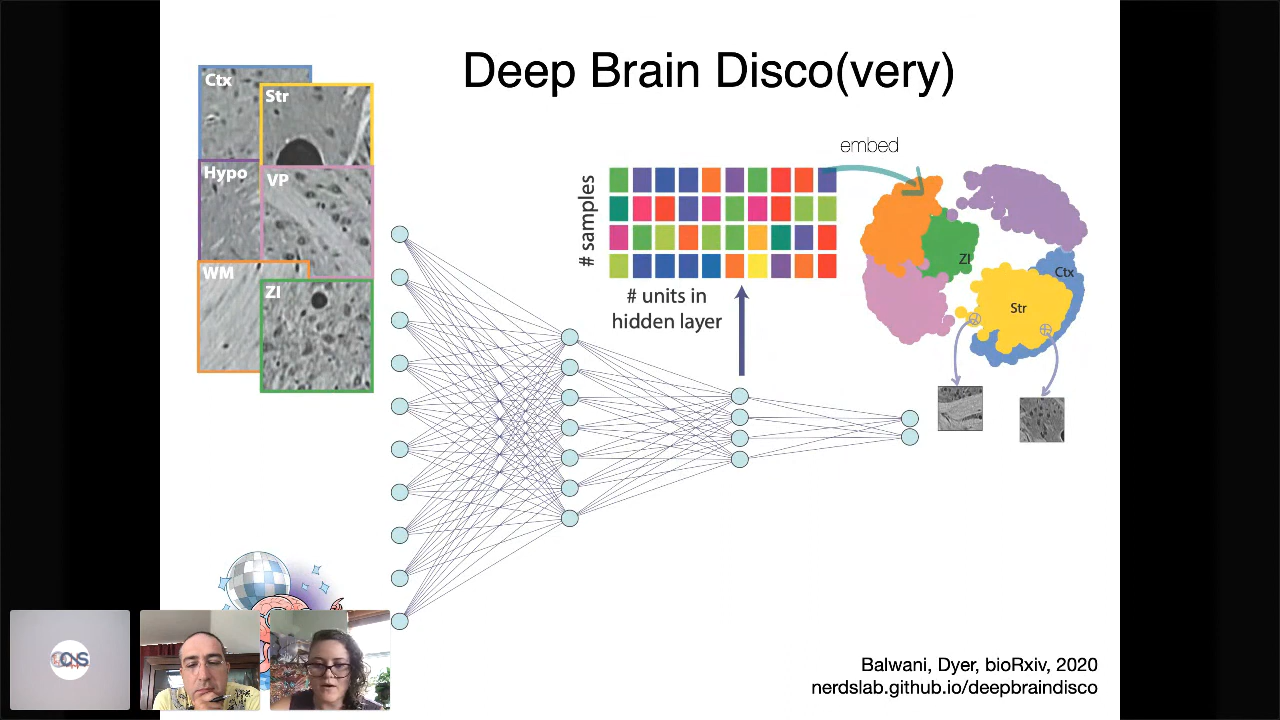 Deep Brain Disco(very)
Ctx
Str
Hypo
VP
WM
ZI
embed
# samples
# units in
hidden layer
ZI
Ctx
Str
Balwani, Dyer, bioRxiv, 2020
nerdslab.github.io/deepbraindisco